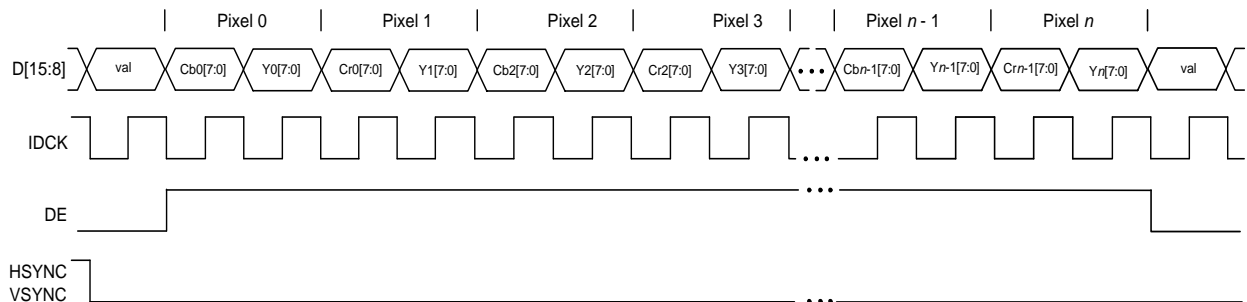 Pixel 0 Pixel 1 Pixel 2 Pixel 3 Pixel n - 1 Pixel n
D[15:8] val Cb0[7:0] Y0[7:0] Cr0[7:0] Y1[7:0] Cb2[7:0] Y2[7:0] Cr2[7:0] Y3[7:0] ••• Cbn-1[7:0] Yn-1[7:0] Crn-1[7:0] Yn[7:0] val
IDCK •••
DE •••
HSYNC
VSYNC •••